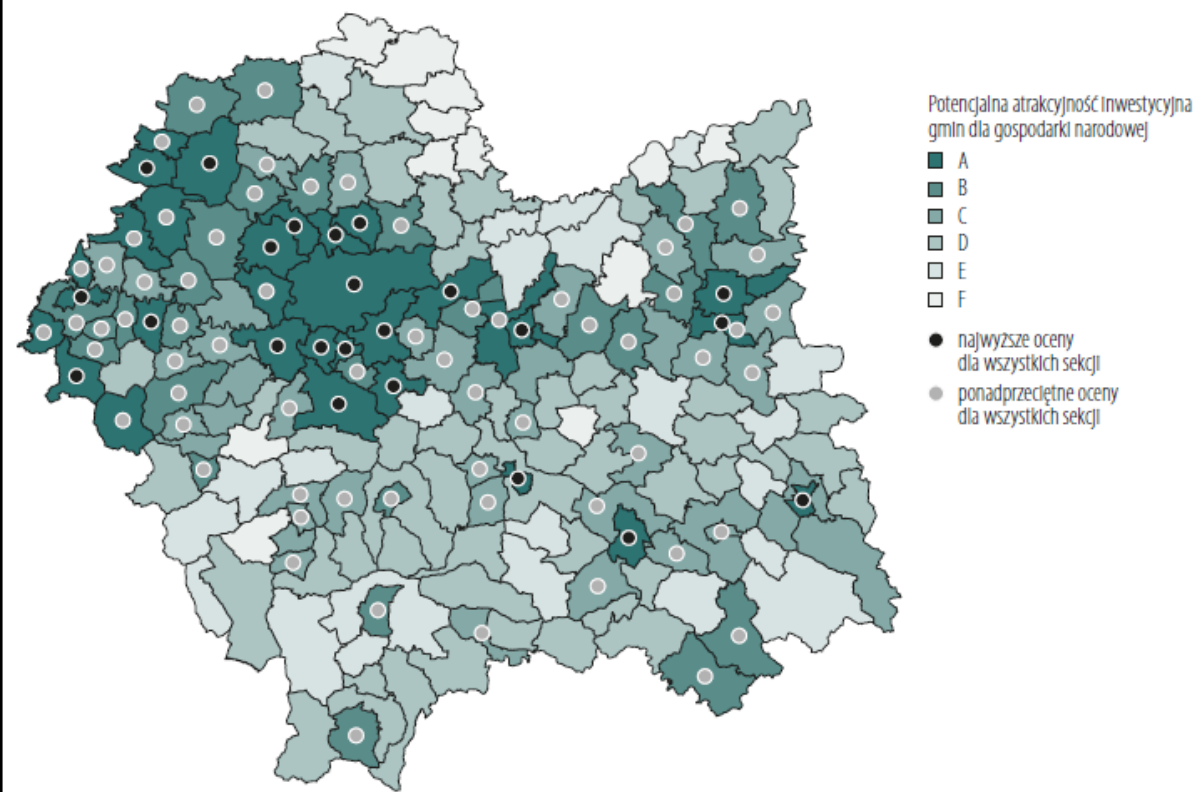 Potencjalna atrakcyjność inwestycyjna
gmin dla gospodarki narodowej
A
B
C
D
E
F
najwyższe oceny
dla wszystkich sekcji
ponadprzeciętne oceny
dla wszystkich sekcji